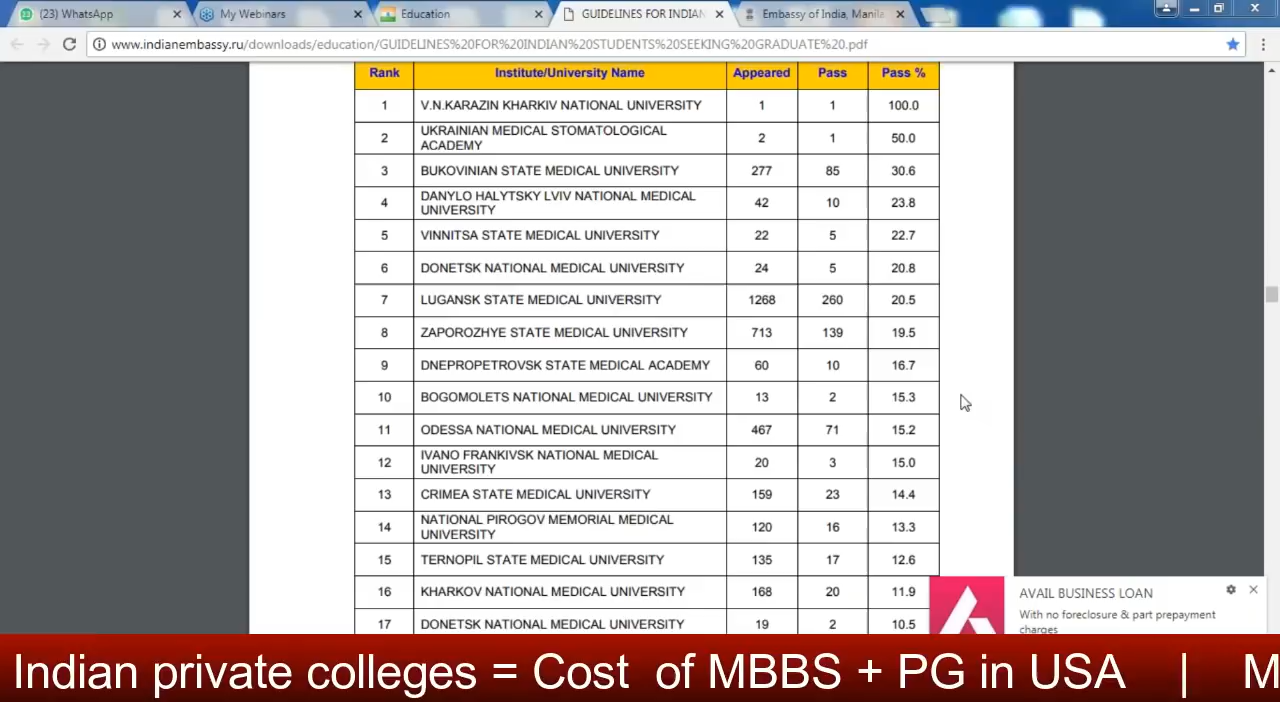 (23) WhatsApp
My Webinars
Education
GUIDELINES FOR INDIAN
Embassy of India, Manila
www.indianembassy.ru/downloads/education/GUIDELINES%20FOR%20INDIAN%20STUDENTS%20SEEKING%20GRADUATE%20.pdf
Rank Institute/University Name Appeared Pass Pass %
1 V.N.KARAZIN KHARKIV NATIONAL UNIVERSITY 1 1 100.0
2 UKRAINIAN MEDICAL STOMATOLOGICAL 2 1 50.0
ACADEMY
3 BUKOVINIAN STATE MEDICAL UNIVERSITY 277 85 30.6
4 DANYLO HALYTSKY LVIV NATIONAL MEDICAL 42 10 23.8
UNIVERSITY
5 VINNITSA STATE MEDICAL UNIVERSITY 22 5 22.7
6 DONETSK NATIONAL MEDICAL UNIVERSITY 24 5 20.8
7 LUGANSK STATE MEDICAL UNIVERSITY 1268 260 20.5
8 ZAPOROZHYE STATE MEDICAL UNIVERSITY 713 139 19.5
9 DNEPROPETROVSK STATE MEDICAL ACADEMY 60 10 16.7
10 BOGOMOLETS NATIONAL MEDICAL UNIVERSITY 13 2 15.3
11 ODESSA NATIONAL MEDICAL UNIVERSITY 467 71 15.2
12 IVANO FRANKIVSK NATIONAL MEDICAL 20 3 15.0
UNIVERSITY
13 CRIMEA STATE MEDICAL UNIVERSITY 159 23 14.4
14 NATIONAL PIROGOV MEMORIAL MEDICAL 120 16 13.3
UNIVERSITY
15 TERNOPIL STATE MEDICAL UNIVERSITY 135 17 12.6
16 KHARKOV NATIONAL MEDICAL UNIVERSITY 168 20 11.9
17 DONETSK NATIONAL MEDICAL UNIVERSITY 19 2 10.5
AVAIL BUSINESS LOAN
With no foreclosure & part prepayment
charges
Indian private colleges = Cost of MBBS + PG in USA | M